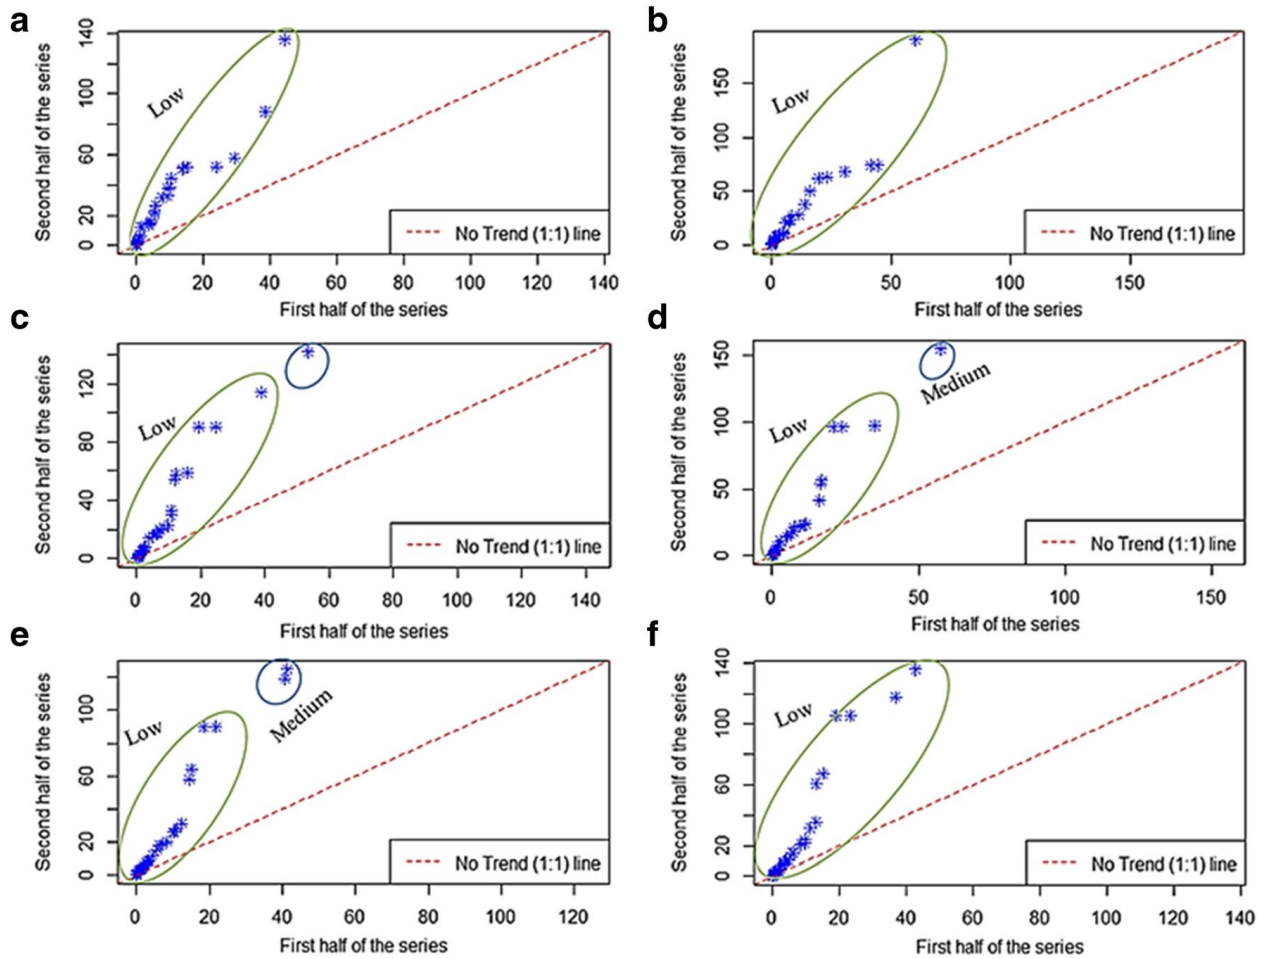 a
Second half of the series
140
100
60
20
0
Low
No Trend (1:1) line
0 20 40 60 80 100 120 140
First half of the series
b
Second half of the series
150
100
50
0
Low
No Trend (1:1) line
0 50 100 150
First half of the series
c
Second half of the series
120
80
60
40
0
Low
No Trend (1:1) line
0 20 40 60 80 100 120 140
First half of the series
d
Second half of the series
150
100
50
0
Low
Medium
No Trend (1:1) line
0 50 100 150
First half of the series
e
Second half of the series
100
60
20
0
Low
Medium
No Trend (1:1) line
0 20 40 60 80 100 120
First half of the series
f
Second half of the series
140
100
60
20
0
Low
No Trend (1:1) line
0 20 40 60 80 100 120 140
First half of the series